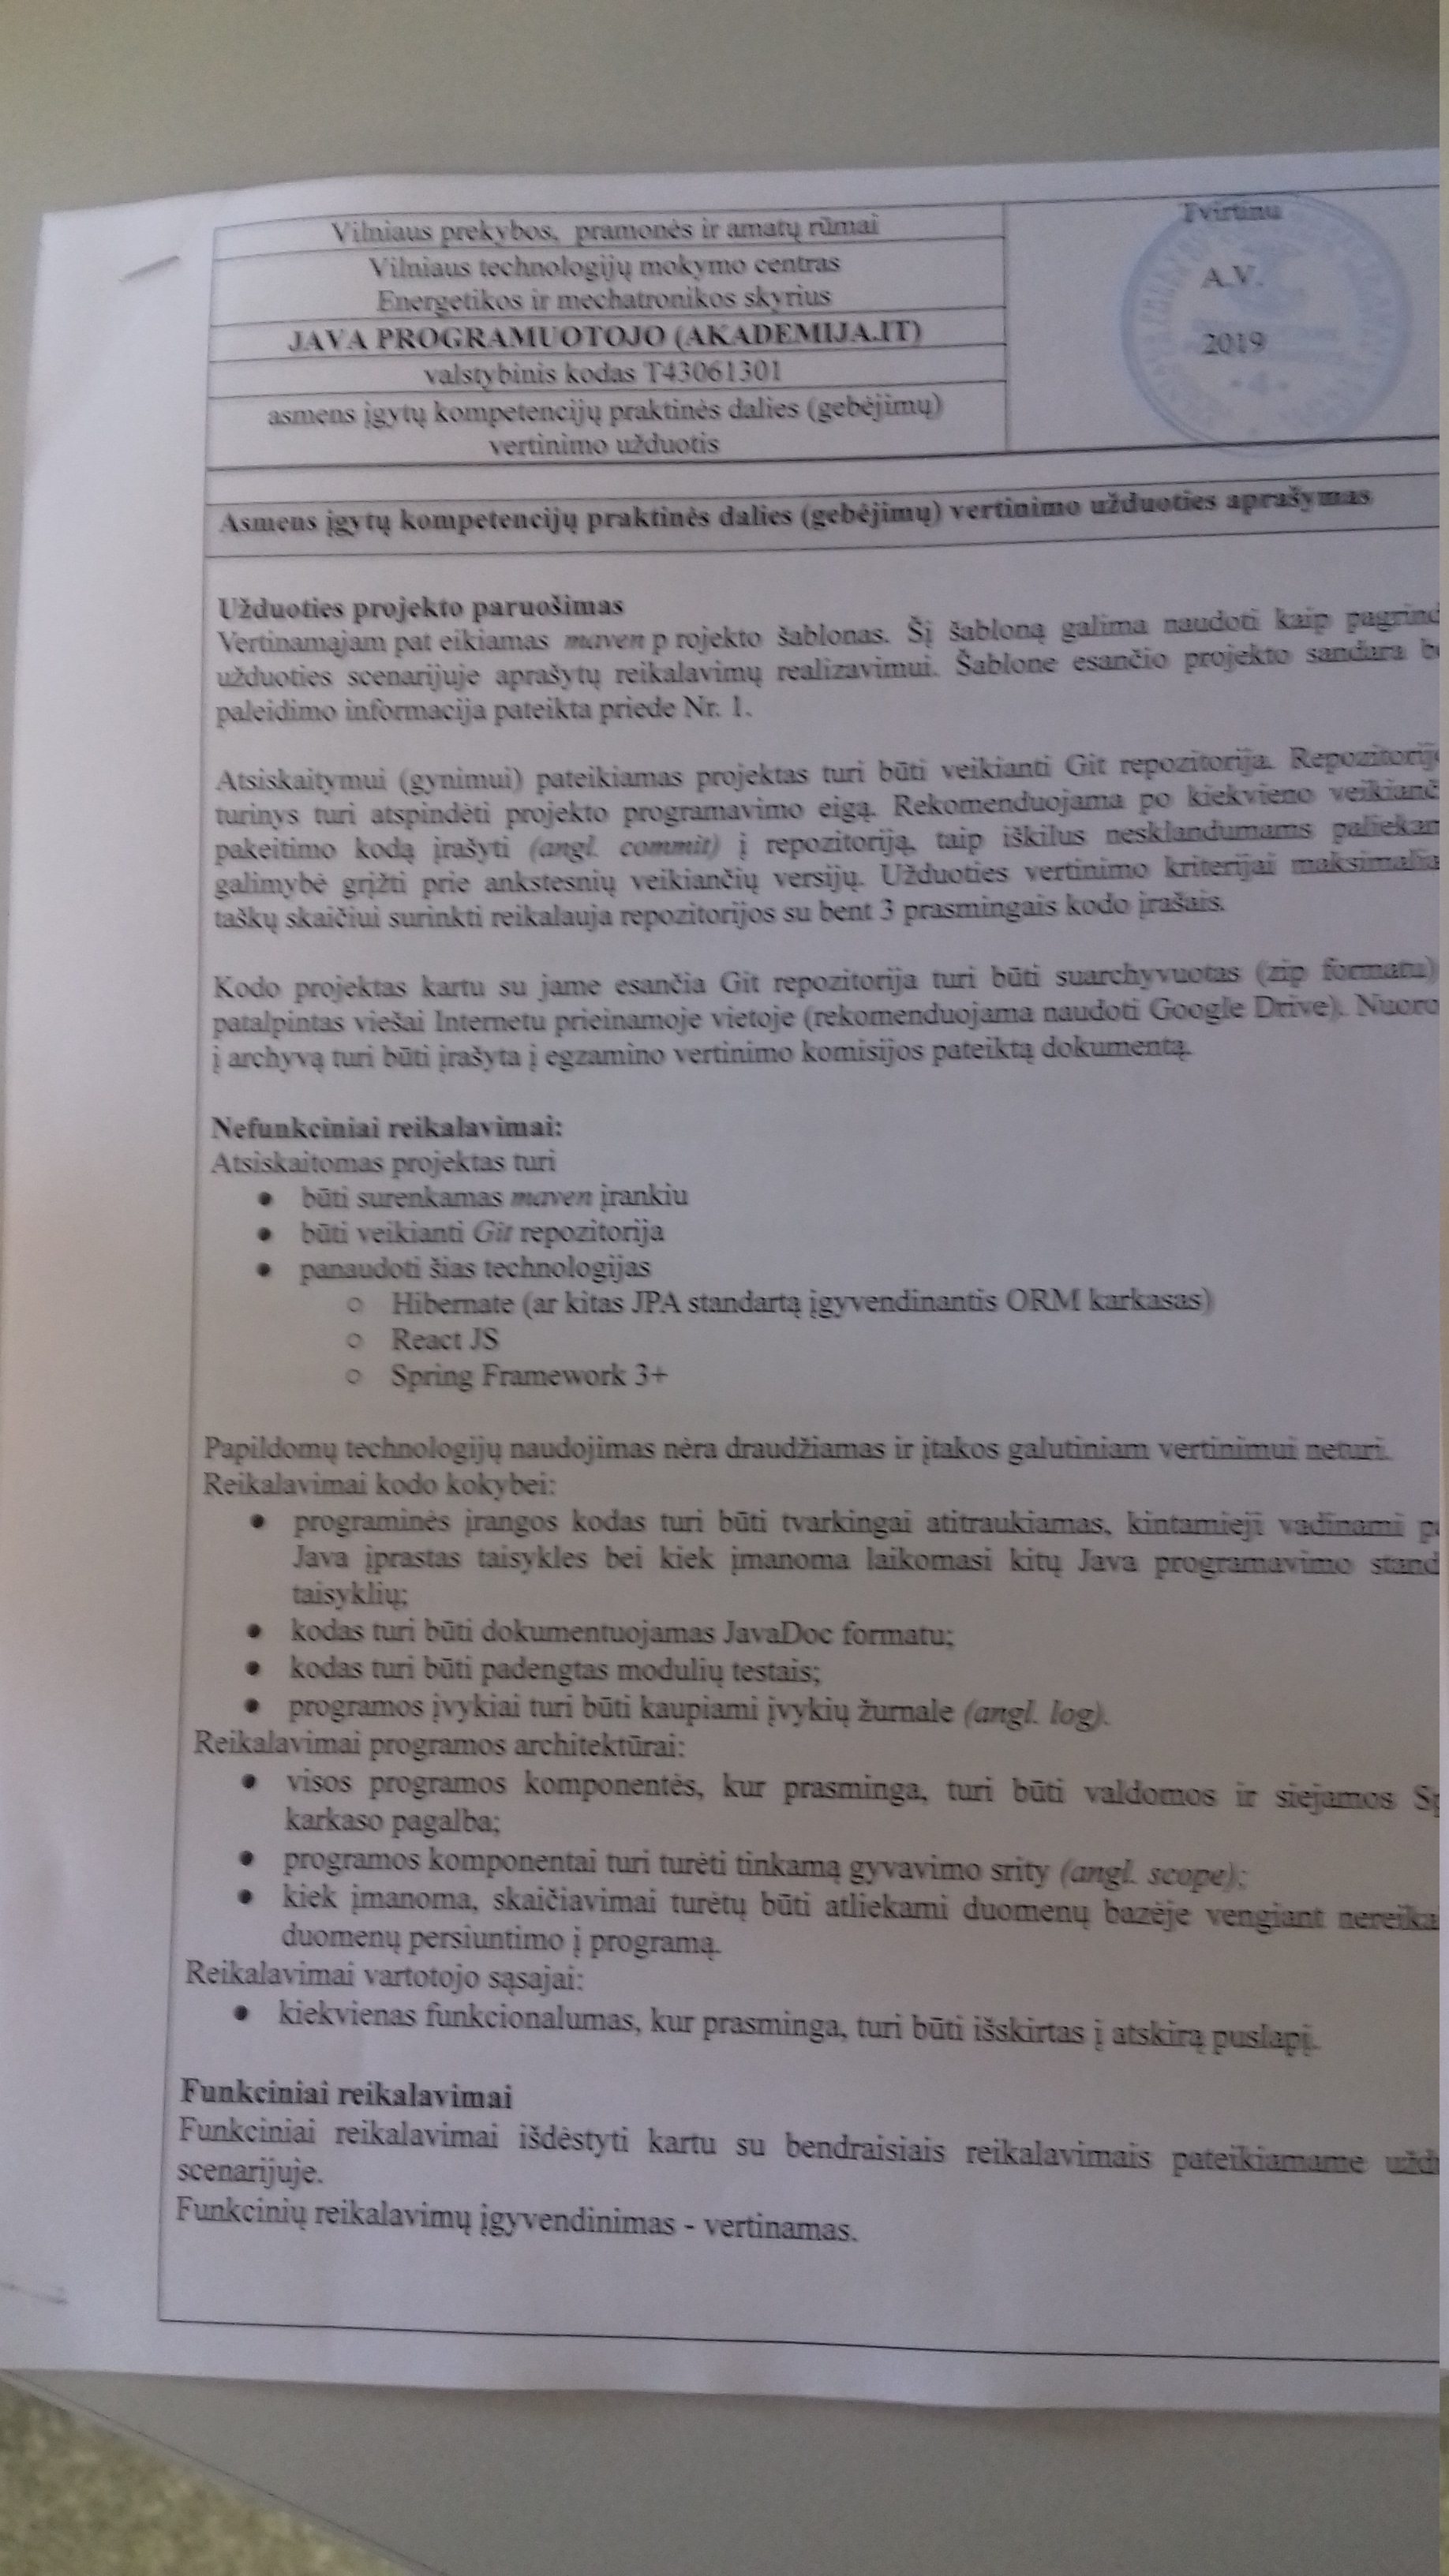 Vilniaus prekybos, pramonės ir amatų rūmai
Tvirtinu
Vilniaus technologijų mokymo centras
Energetikos ir mechatronikos skyrius
A.V.
JAVA PROGRAMUOTOJO (AKADEMIJA.IT)
2019
valstybinis kodas T43061301
asmens įgytų kompetencijų praktinės dalies (gebėjimų)
vertinimo užduotis
Asmens įgytų kompetencijų praktinės dalies (gebėjimų) vertinimo užduoties aprašymas
Užduoties projekto paruošimas
Vertinamajam pat eikiamas maven p rojekto šablonas. Šį šabloną galima naudoti kaip
užduoties scenarijuje aprašytų reikalavimų realizavimui. Šablone esančio projekto sandara
paleidimo informacija pateikta priede Nr. 1.
Atsiskaitymui (gynimui) pateikiamas projektas turi būti veikianti Git repozitorija.
turinys turi atspindėti projekto programavimo eigą. Rekomenduojama po kiekvieno
pakeitimo kodą įrašyti (angl. commit) į repozitoriją, taip iškilus nesklandumams
galimybė grįžti prie ankstesnių veikiančių versijų. Užduoties vertinimo kriterijai
taškų skaičiui surinkti reikalauja repozitorijos su bent 3 prasmingais kodo įrašais.
Kodo projektas kartu su jame esančia Git repozitorija turi būti suarchyvuotas (zip formatu)
patalpintas viešai Internetu prieinamoje vietoje (rekomenduojama naudoti Google Drive).
į archyvą turi būti įrašyta į egzamino vertinimo komisijos pateiktą dokumentą.
Nefunkciniai reikalavimai:
Atsiskaitomas projektas turi
● būti surenkamas maven įrankiu
● būti veikianti Git repozitorija
● panaudoti šias technologijas
○ Hibernate (ar kitas JPA standartą įgyvendinantis ORM karkasas)
○ React JS
○ Spring Framework 3+
Papildomų technologijų naudojimas nėra draudžiamas ir įtakos galutiniam vertinimui neturi.
Reikalavimai kodo kokybei:
● programinės įrangos kodas turi būti tvarkingai atitraukiamas, kintamieji vadinami
Java įprastas taisykles bei kiek įmanoma laikomasi kitų Java programavimo
taisyklių;
● kodas turi būti dokumentuojamas JavaDoc formatu;
● kodas turi būti padengtas modulių testais;
● programos įvykiai turi būti kaupiami įvykių žurnale (angl. log).
Reikalavimai programos architektūrai:
● visos programos komponentės, kur prasminga, turi būti valdomos ir siejamos
karkaso pagalba;
● programos komponentai turi turėti tinkamą gyvavimo sritų (angl. scope);
● kiek įmanoma, skaičiavimai turėtų būti atliekami duomenų bazėje vengiant
duomenų persiuntimo į programą.
Reikalavimai vartotojo sąsajai:
● kiekvienas funkcionalumas, kur prasminga, turi būti išskirtas į atskirą puslapį.
Funkciniai reikalavimai
Funkciniai reikalavimai išdėstyti kartu su bendraisiais reikalavimais pateikiamame
scenarijuje.
Funkcinių reikalavimų įgyvendinimas - vertinamas.